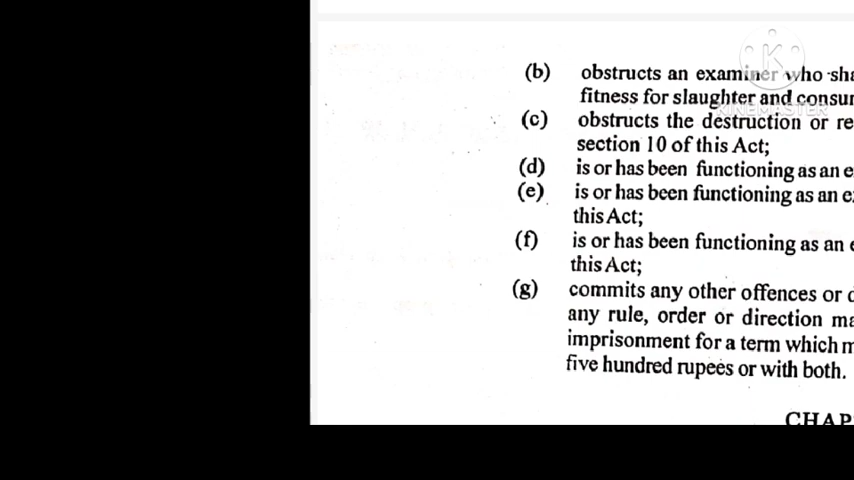 (b) obstructs an examiner who sha
fitness for slaughter and consu
(c) obstructs the destruction or re
section 10 of this Act;
(d) is or has been functioning as an e
(e) is or has been functioning as an e
this Act;
(f) is or has been functioning as an e
this Act;
(g) commits any other offences or
any rule, order or direction ma
imprisonment for a term which m
five hundred rupees or with both.
CHAP
KINEMASTER